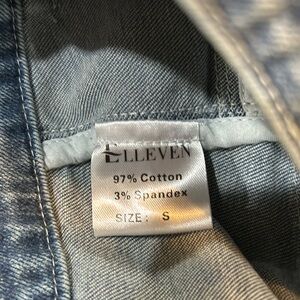 ELLEVEN
97% Cotton
3% Spandex
SIZE: S